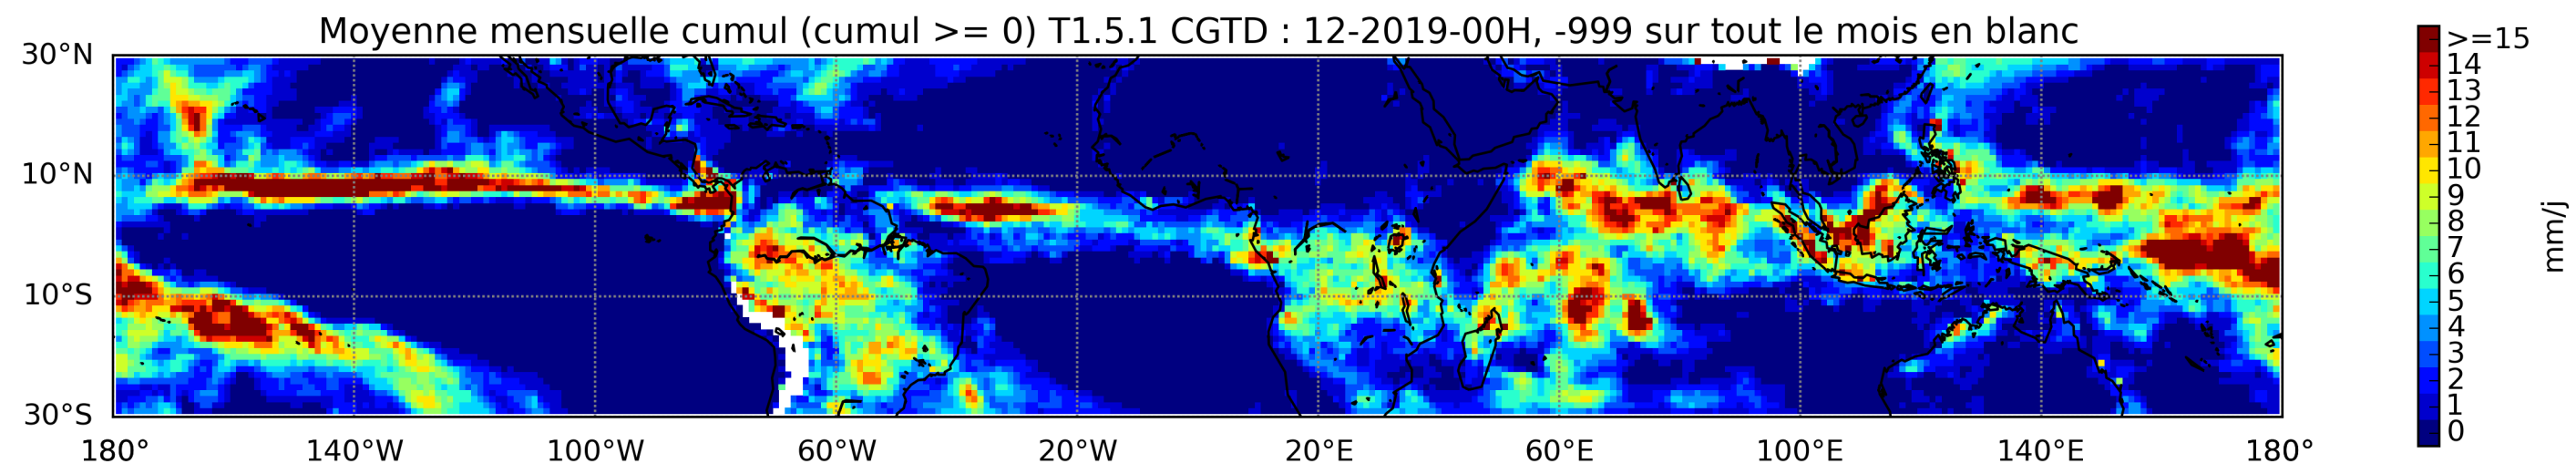 Moyenne mensuelle cumul (cumul >= 0) T1.5.1 CGTD : 12-2019-00H, -999 sur tout le mois en blanc
30°N
10°N
10°S
30°S
180° 140°W 100°W 60°W 20°W 20°E 60°E 100°E 140°E 180°
>=15
14
13
12
11
10
9
8
7
6
5
4
3
2
1
0
mm/j